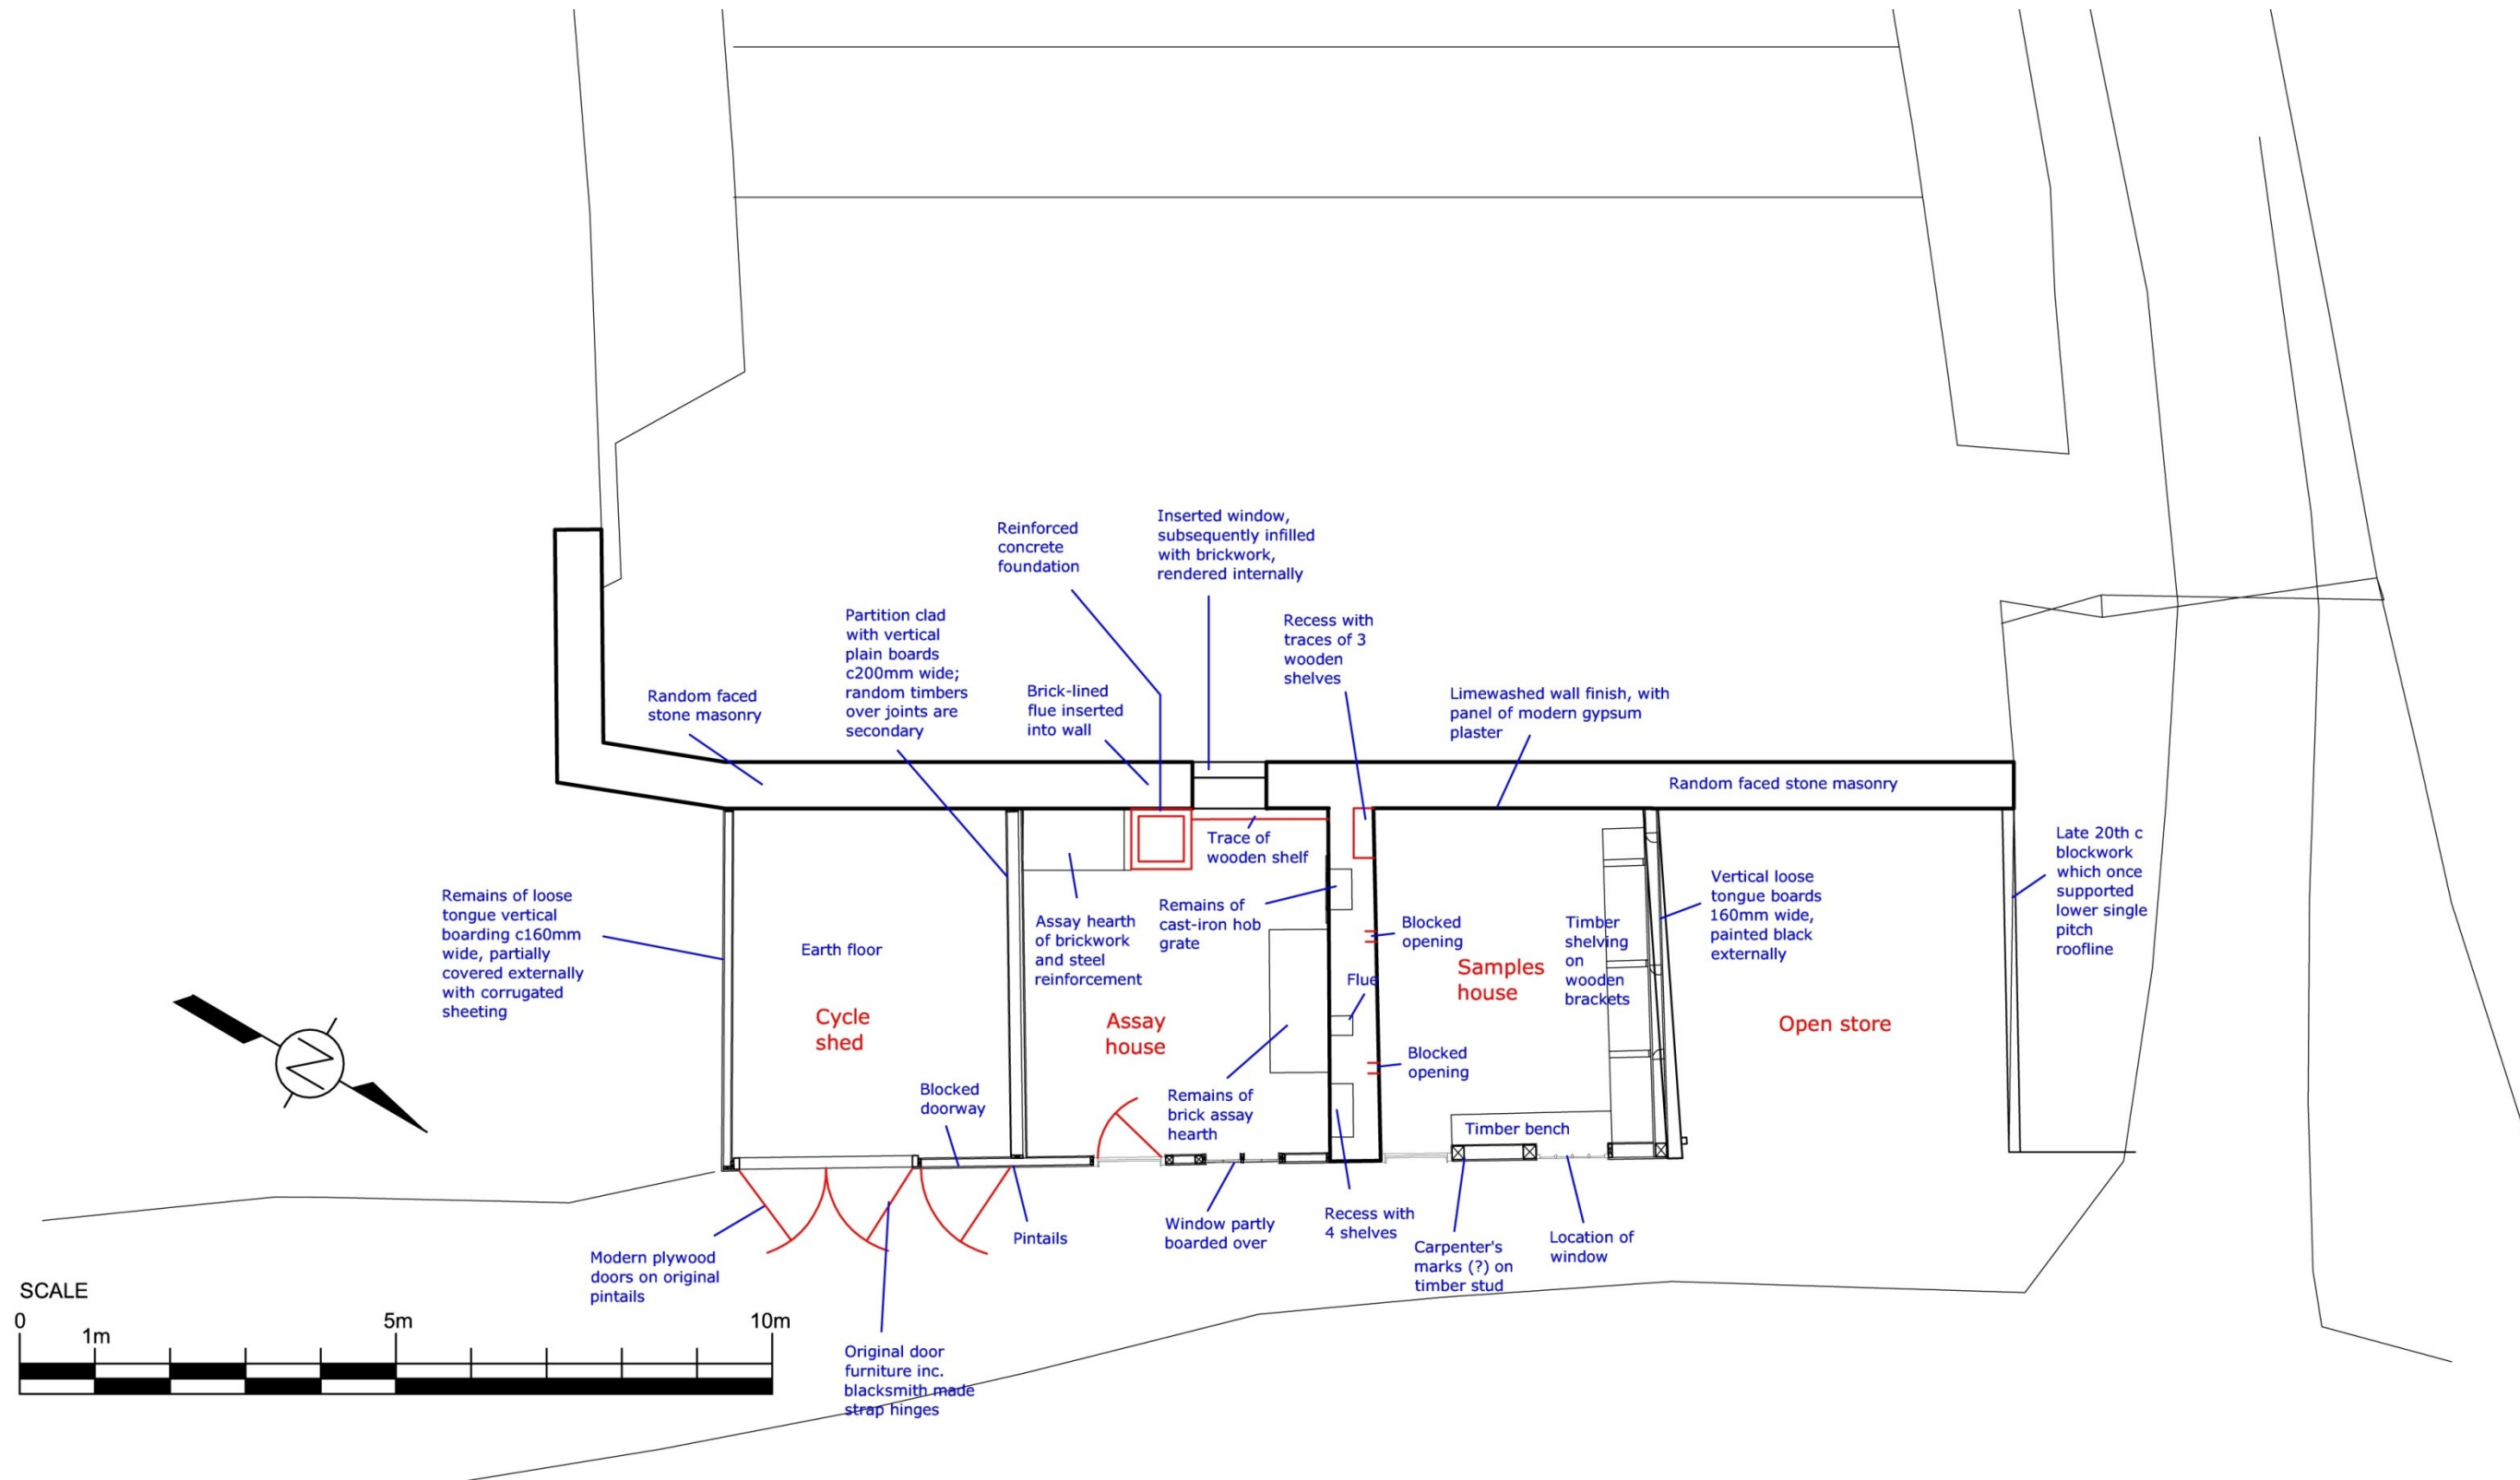 Reinforced
concrete
foundation
Inserted window,
subsequently infilled
with brickwork,
rendered internally
Partition clad
with vertical
plain boards
c200mm wide;
random timbers
over joints are
secondary
Recess with
traces of 3
wooden
shelves
Random faced
stone masonry
Brick-lined
flue inserted
into wall
Limewashed wall finish, with
panel of modern gypsum
plaster
Random faced stone masonry
Trace of
wooden shelf
Late 20th c
blockwork
which once
supported
lower single
pitch
roofline
Remains of loose
tongue vertical
boarding c160mm
wide, partially
covered externally
with corrugated
sheeting
Earth floor
Cycle
shed
Assay hearth
of brickwork
and steel
reinforcement
Assay
house
Remains of
cast-iron hob
grate
Blocked
opening
Flue
Samples
house
Timber
shelving
on
wooden
brackets
Vertical loose
tongue boards
160mm wide,
painted black
externally
Open store
Blocked
opening
Blocked
doorway
Remains of
brick assay
hearth
Timber bench
N
Pintails
Window partly
boarded over
Recess with
4 shelves
Carpenter's
marks (?) on
timber stud
Location of
window
Modern plywood
doors on original
pintails
Original door
furniture inc.
blacksmith made
strap hinges
SCALE
0
1m
5m
10m